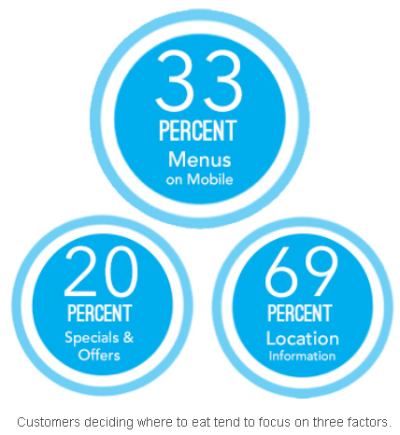 33
PERCENT
Menus
on Mobile
20
PERCENT
Specials &
Offers
69
PERCENT
Location
Information
Customers deciding where to eat tend to focus on three factors.